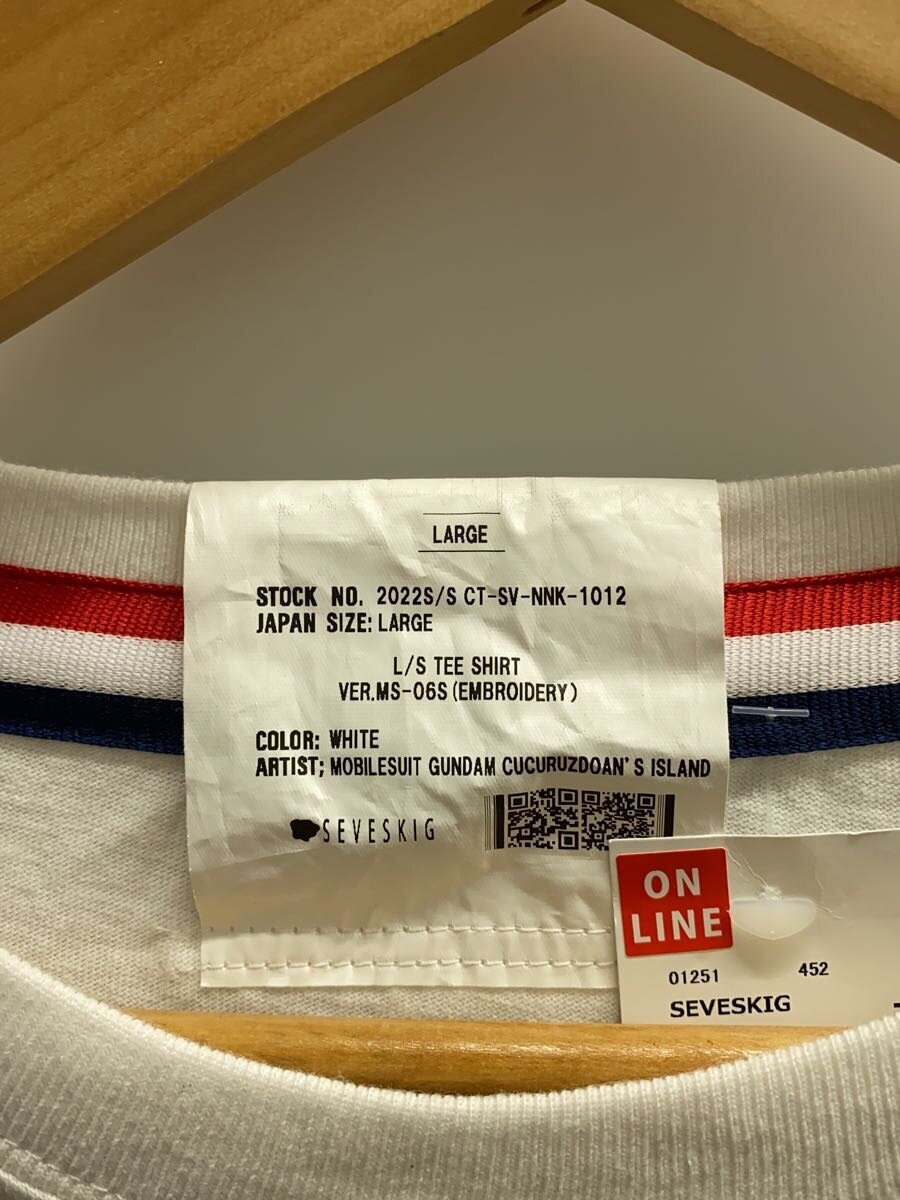 LARGE
STOCK NO. 2022S/S CT-SV-NNK-1012
JAPAN SIZE: LARGE
L/S TEE SHIRT
VER.MS-06S(EMBROIDERY)
COLOR: WHITE
ARTIST; MOBILESUIT GUNDAM CUCURUZDOAN'S ISLAND
SEVESKIG
ON
LINE
01251 452
SEVESKIG